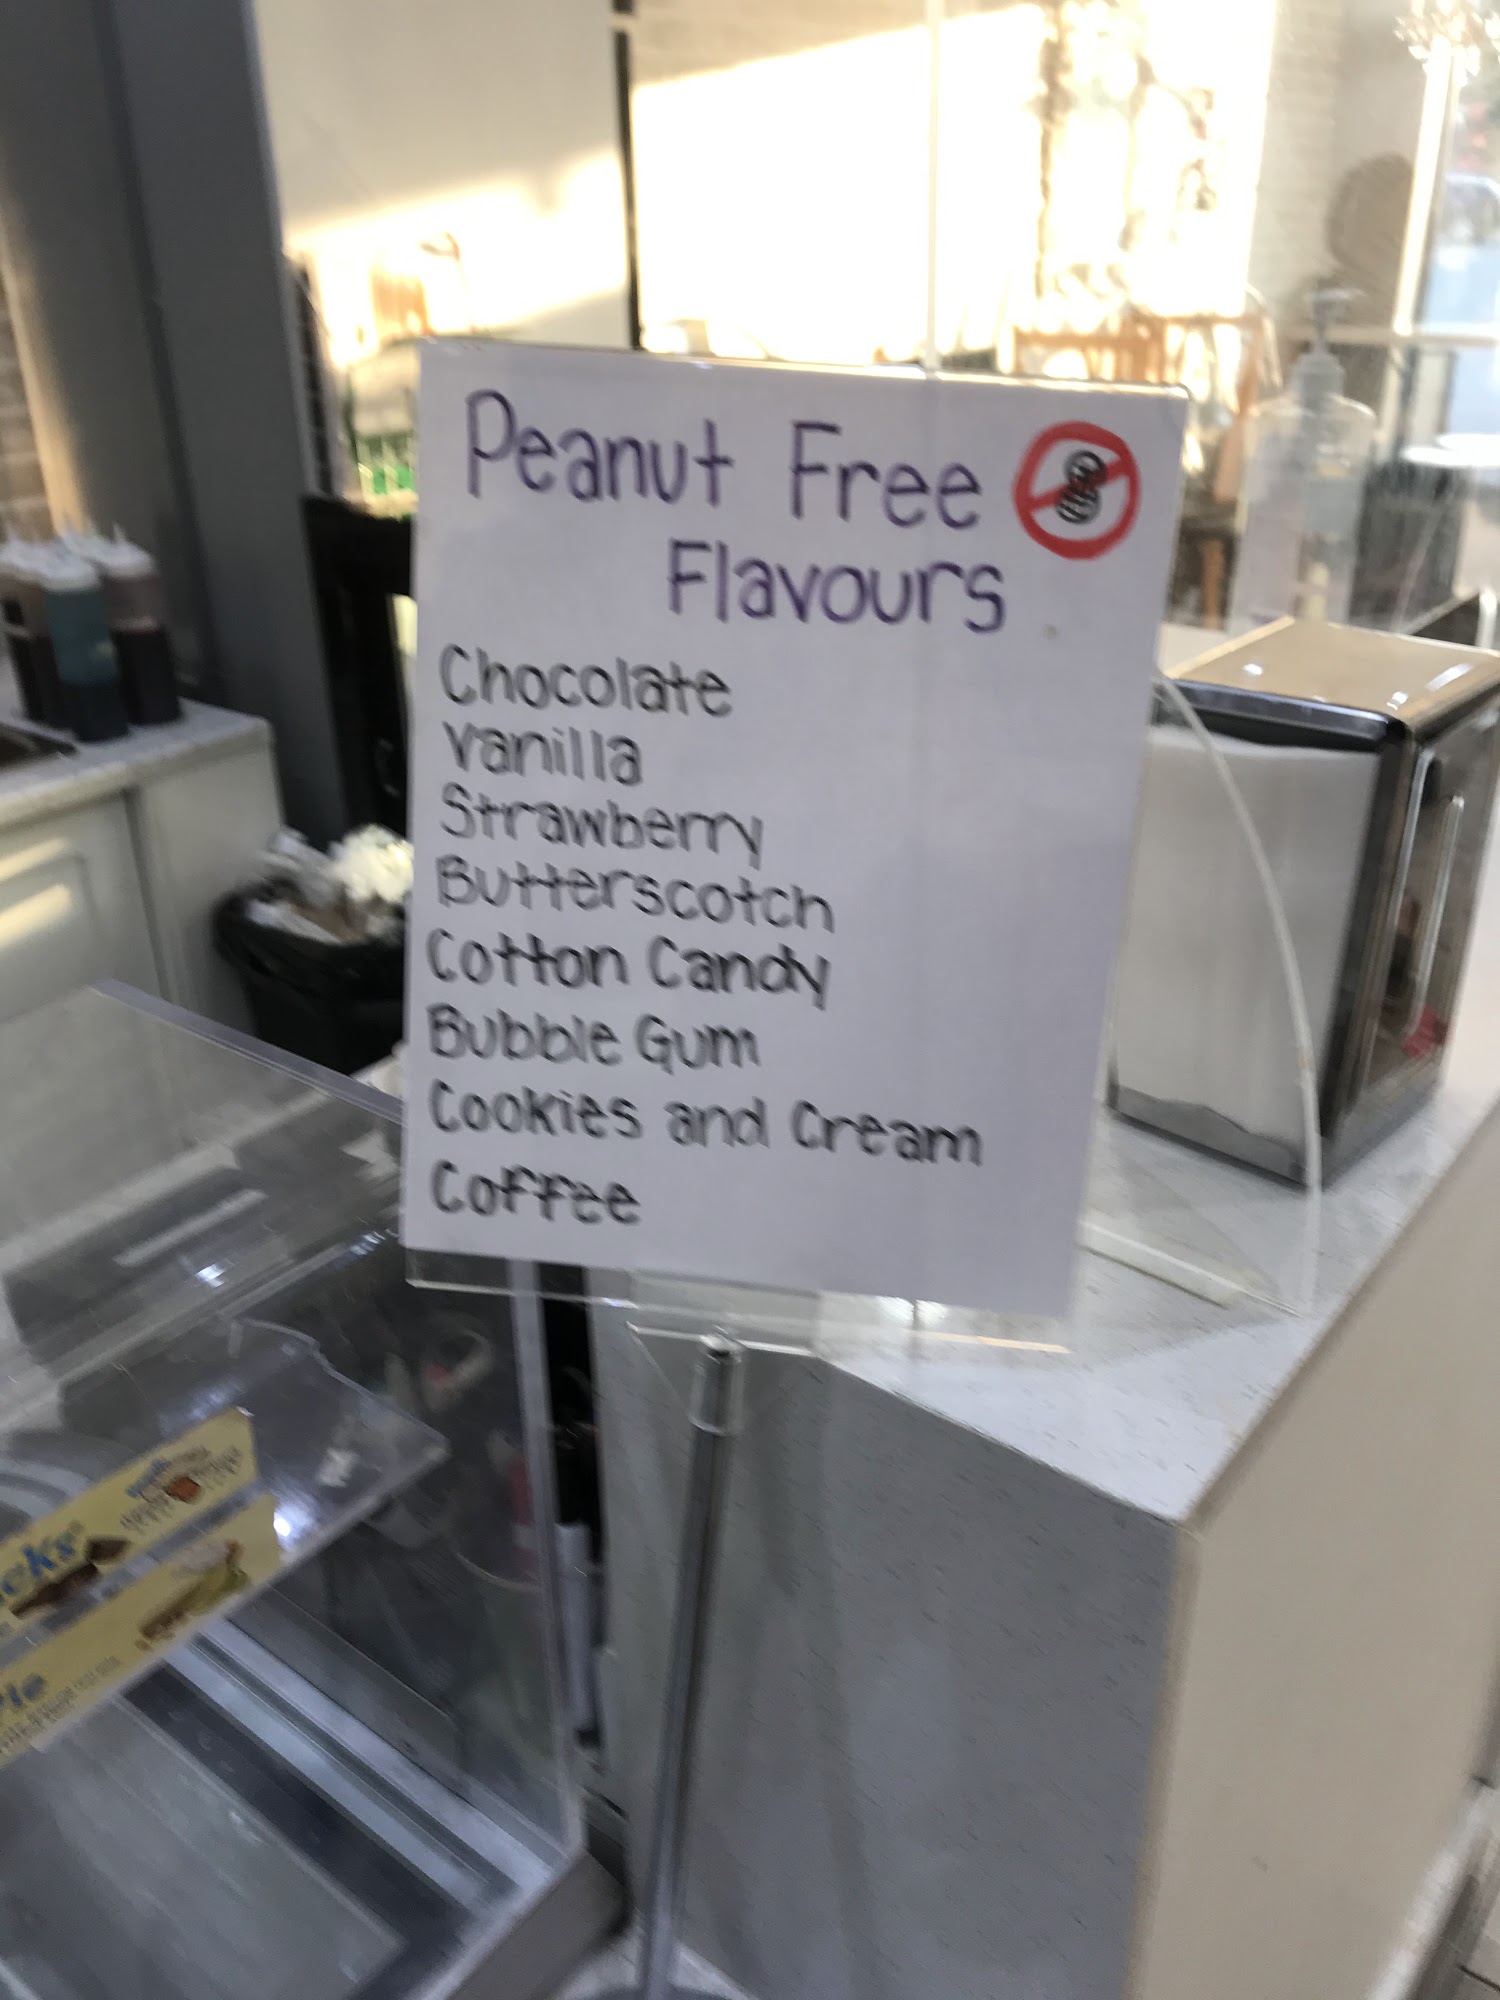 Peanut Free
Flavours
Chocolate
Vanilla
Strawberry
Butterscotch
Cotton Candy
Bubble Gum
Cookies and Cream
Coffee